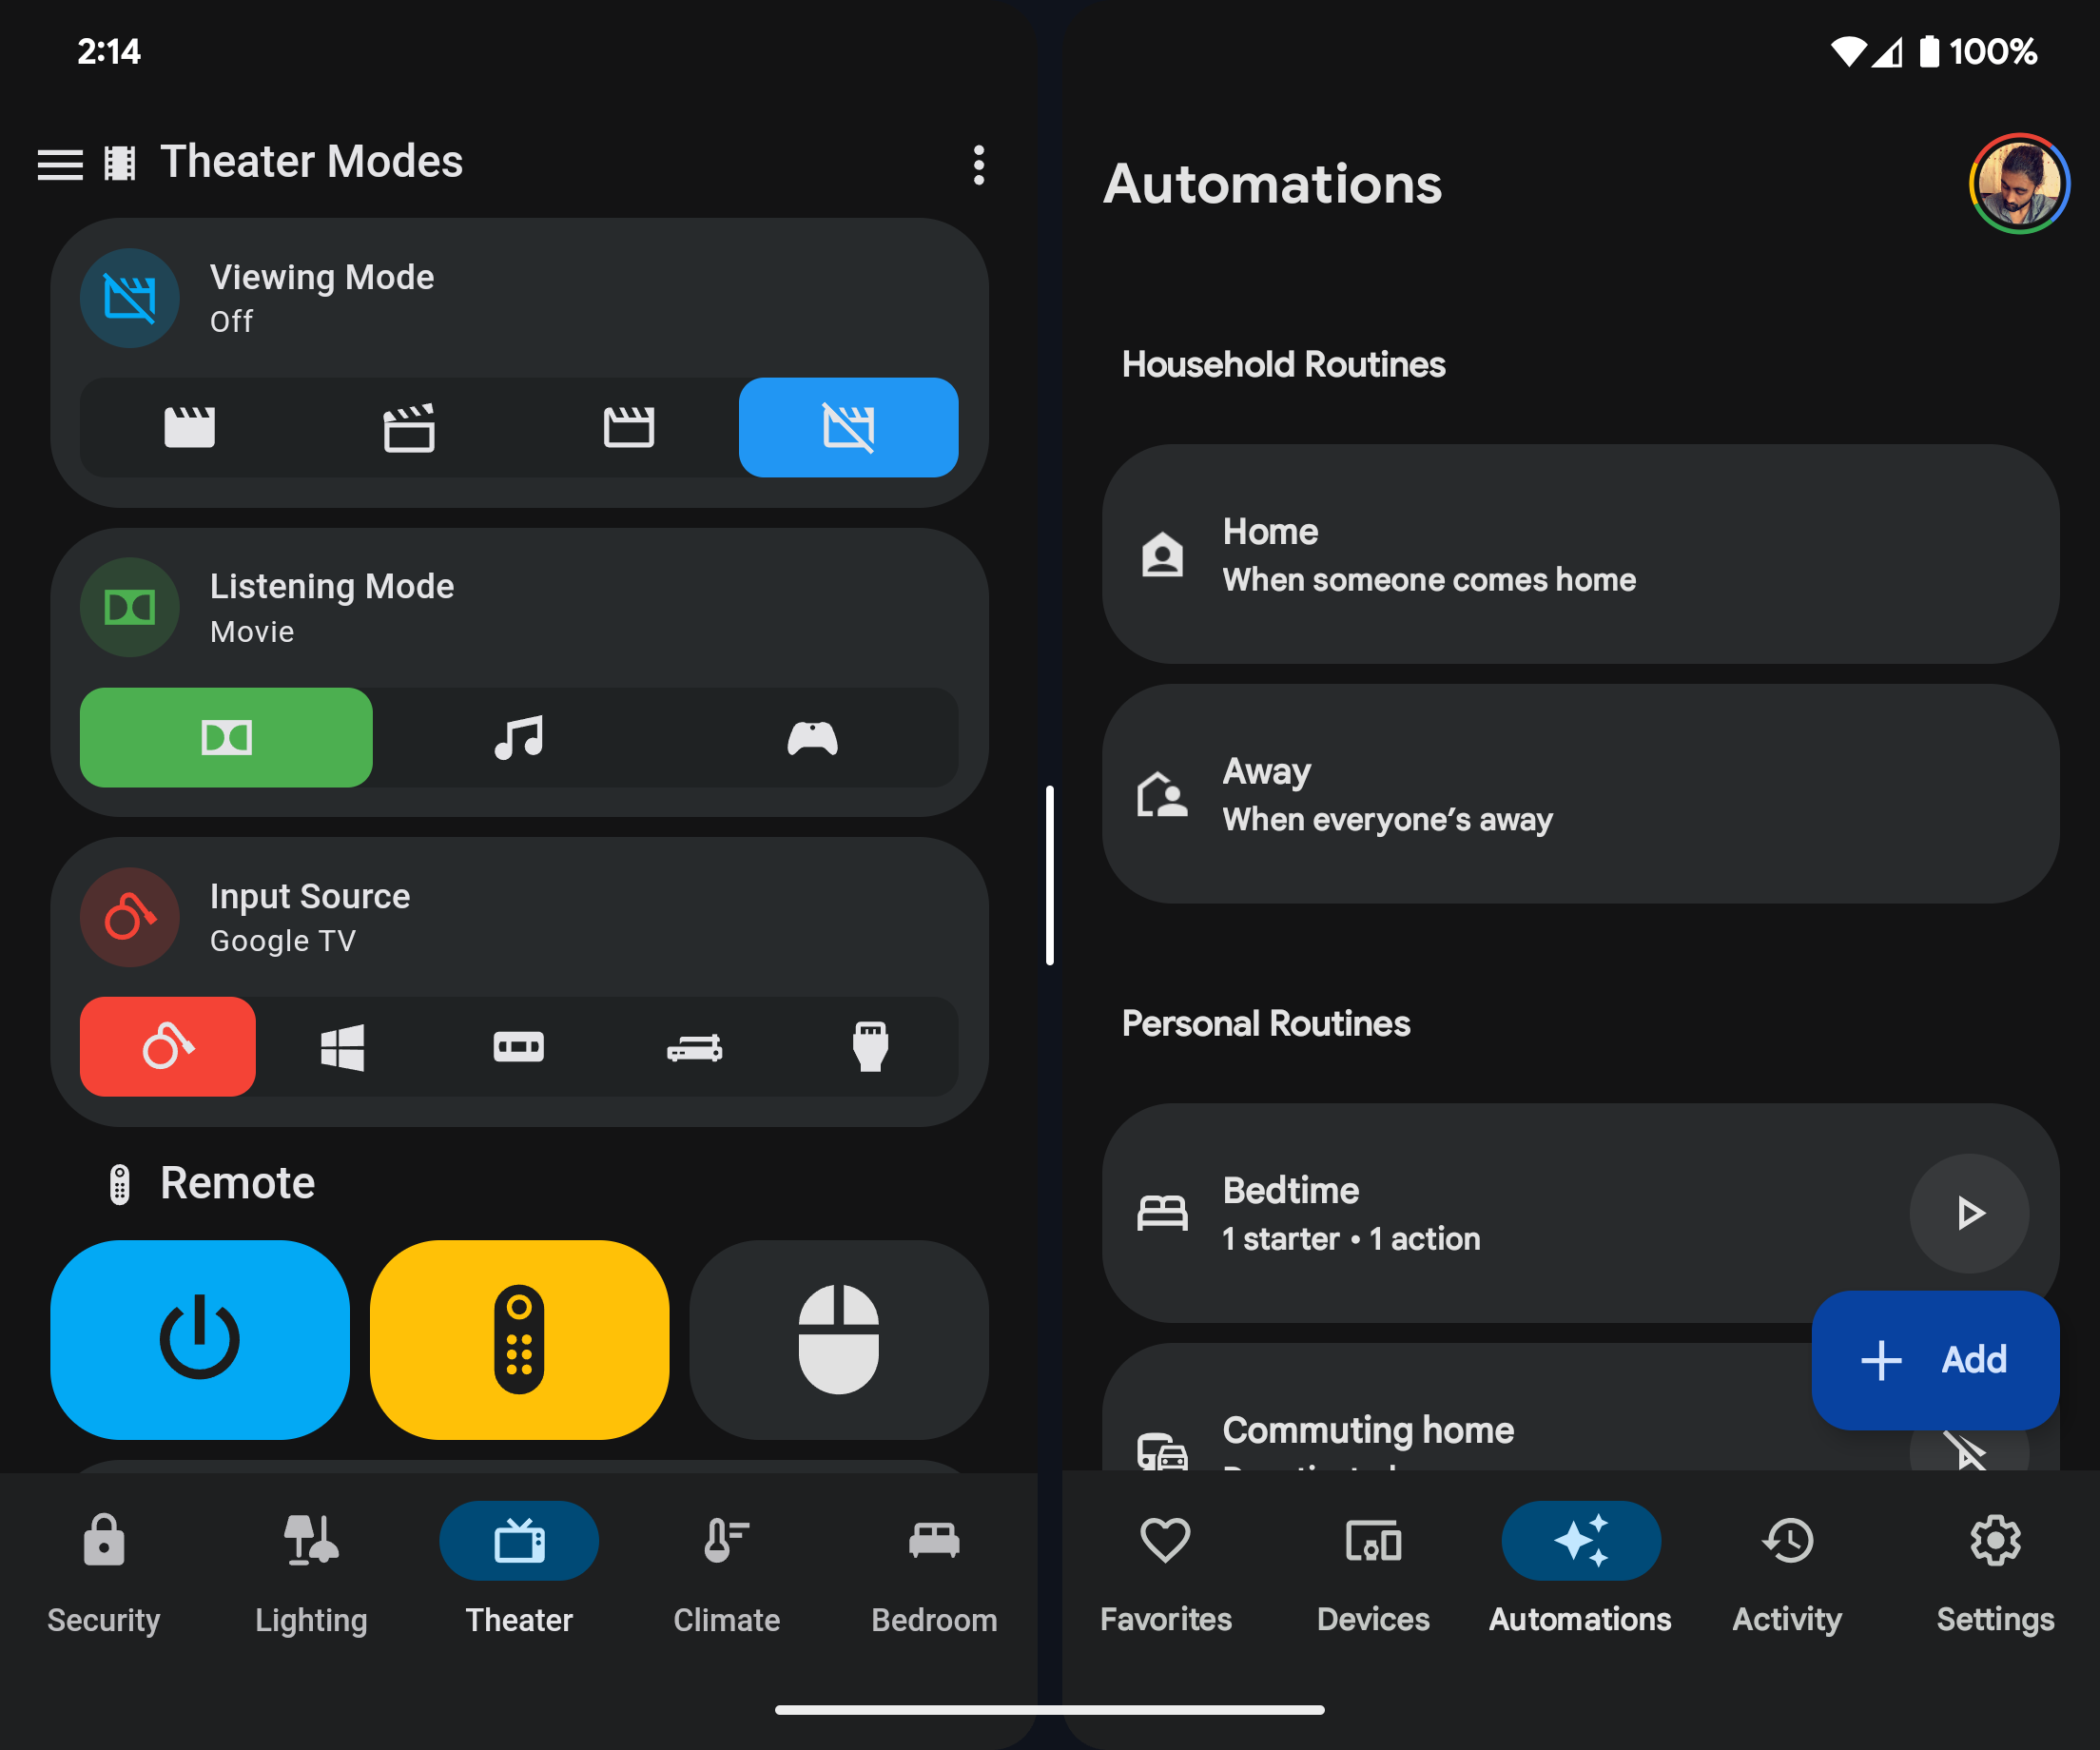 2:14
100%
Theater Modes
Viewing Mode
Off
Listening Mode
Movie
Input Source
Google TV
Remote
Security
Lighting
Theater
Climate
Bedroom
Automations
Household Routines
Home
When someone comes home
Away
When everyone’s away
Personal Routines
Bedtime
1 starter • 1 action
Add
Commuting home
Favorites
Devices
Automations
Activity
Settings